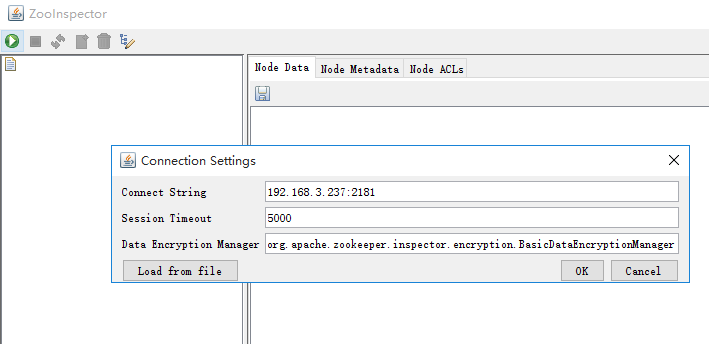 ZooInspector
Node Data Node Metadata Node ACLs
Connection Settings
Connect String 192.168.3.237:2181
Session Timeout 5000
Data Encryption Manager org.apache.zookeeper.inspector.encryption.BasicDataEncryptionManager
Load from file OK Cancel